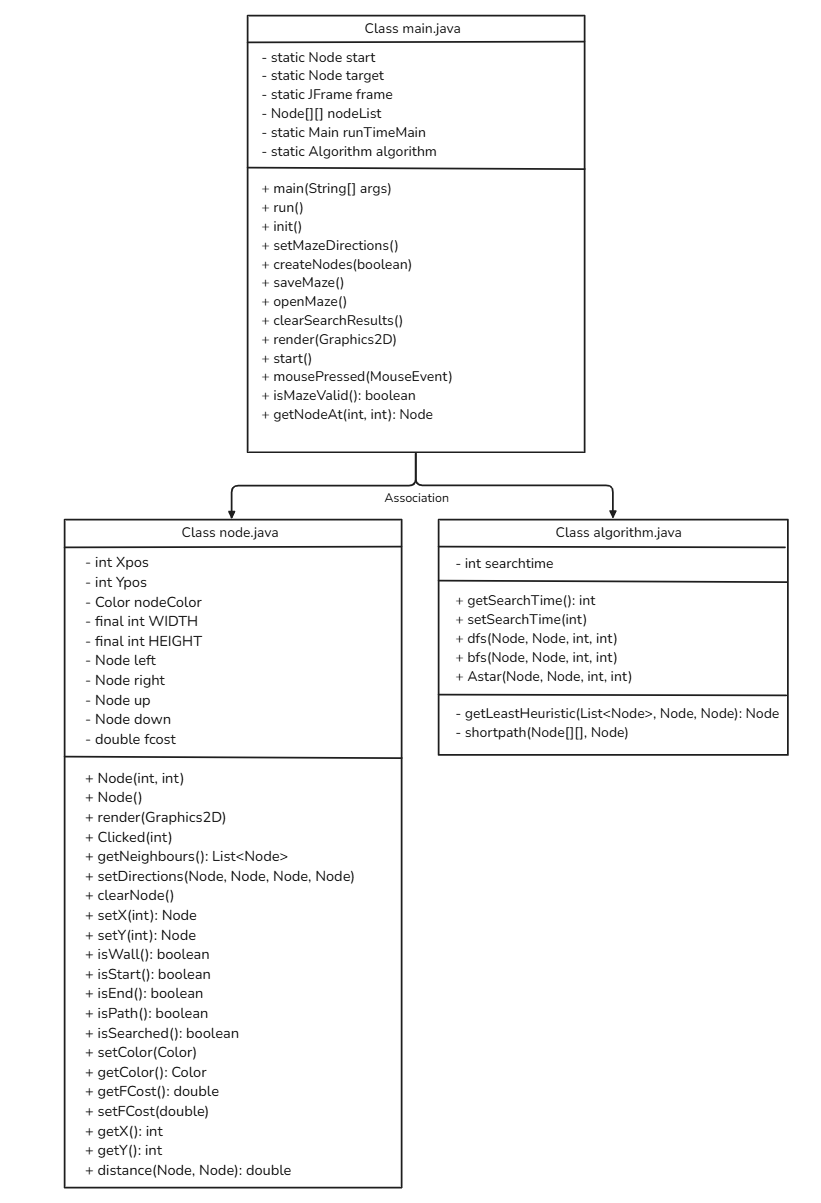 Class main.java
- static Node start
- static Node target
- static JFrame frame
- Node[][] nodeList
- static Main runTimeMain
- static Algorithm algorithm
+ main(String[] args)
+ run()
+ init()
+ setMazeDirections()
+ createNodes(boolean)
+ saveMaze()
+ openMaze()
+ clearSearchResults()
+ render(Graphics2D)
+ start()
+ mousePressed(MouseEvent)
+ isMazeValid(): boolean
+ getNodeAt(int, int): Node
Association
Class node.java
- int Xpos
- int Ypos
- Color nodeColor
- final int WIDTH
- final int HEIGHT
- Node left
- Node right
- Node up
- Node down
- double fcost
+ Node(int, int)
+ Node()
+ render(Graphics2D)
+ Clicked(int)
+ getNeighbours(): List<Node>
+ setDirections(Node, Node, Node, Node)
+ clearNode()
+ setX(int): Node
+ setY(int): Node
+ isWall(): boolean
+ isStart(): boolean
+ isEnd(): boolean
+ isPath(): boolean
+ isSearched(): boolean
+ setColor(Color)
+ getColor(): Color
+ getFCost(): double
+ setFCost(double)
+ getX(): int
+ getY(): int
+ distance(Node, Node): double
Class algorithm.java
- int searchtime
+ getSearchTime(): int
+ setSearchTime(int)
+ dfs(Node, Node, int, int)
+ bfs(Node, Node, int, int)
+ Astar(Node, Node, int, int)
- getLeastHeuristic(List<Node>, Node, Node): Node
- shortpath(Node[][], Node)